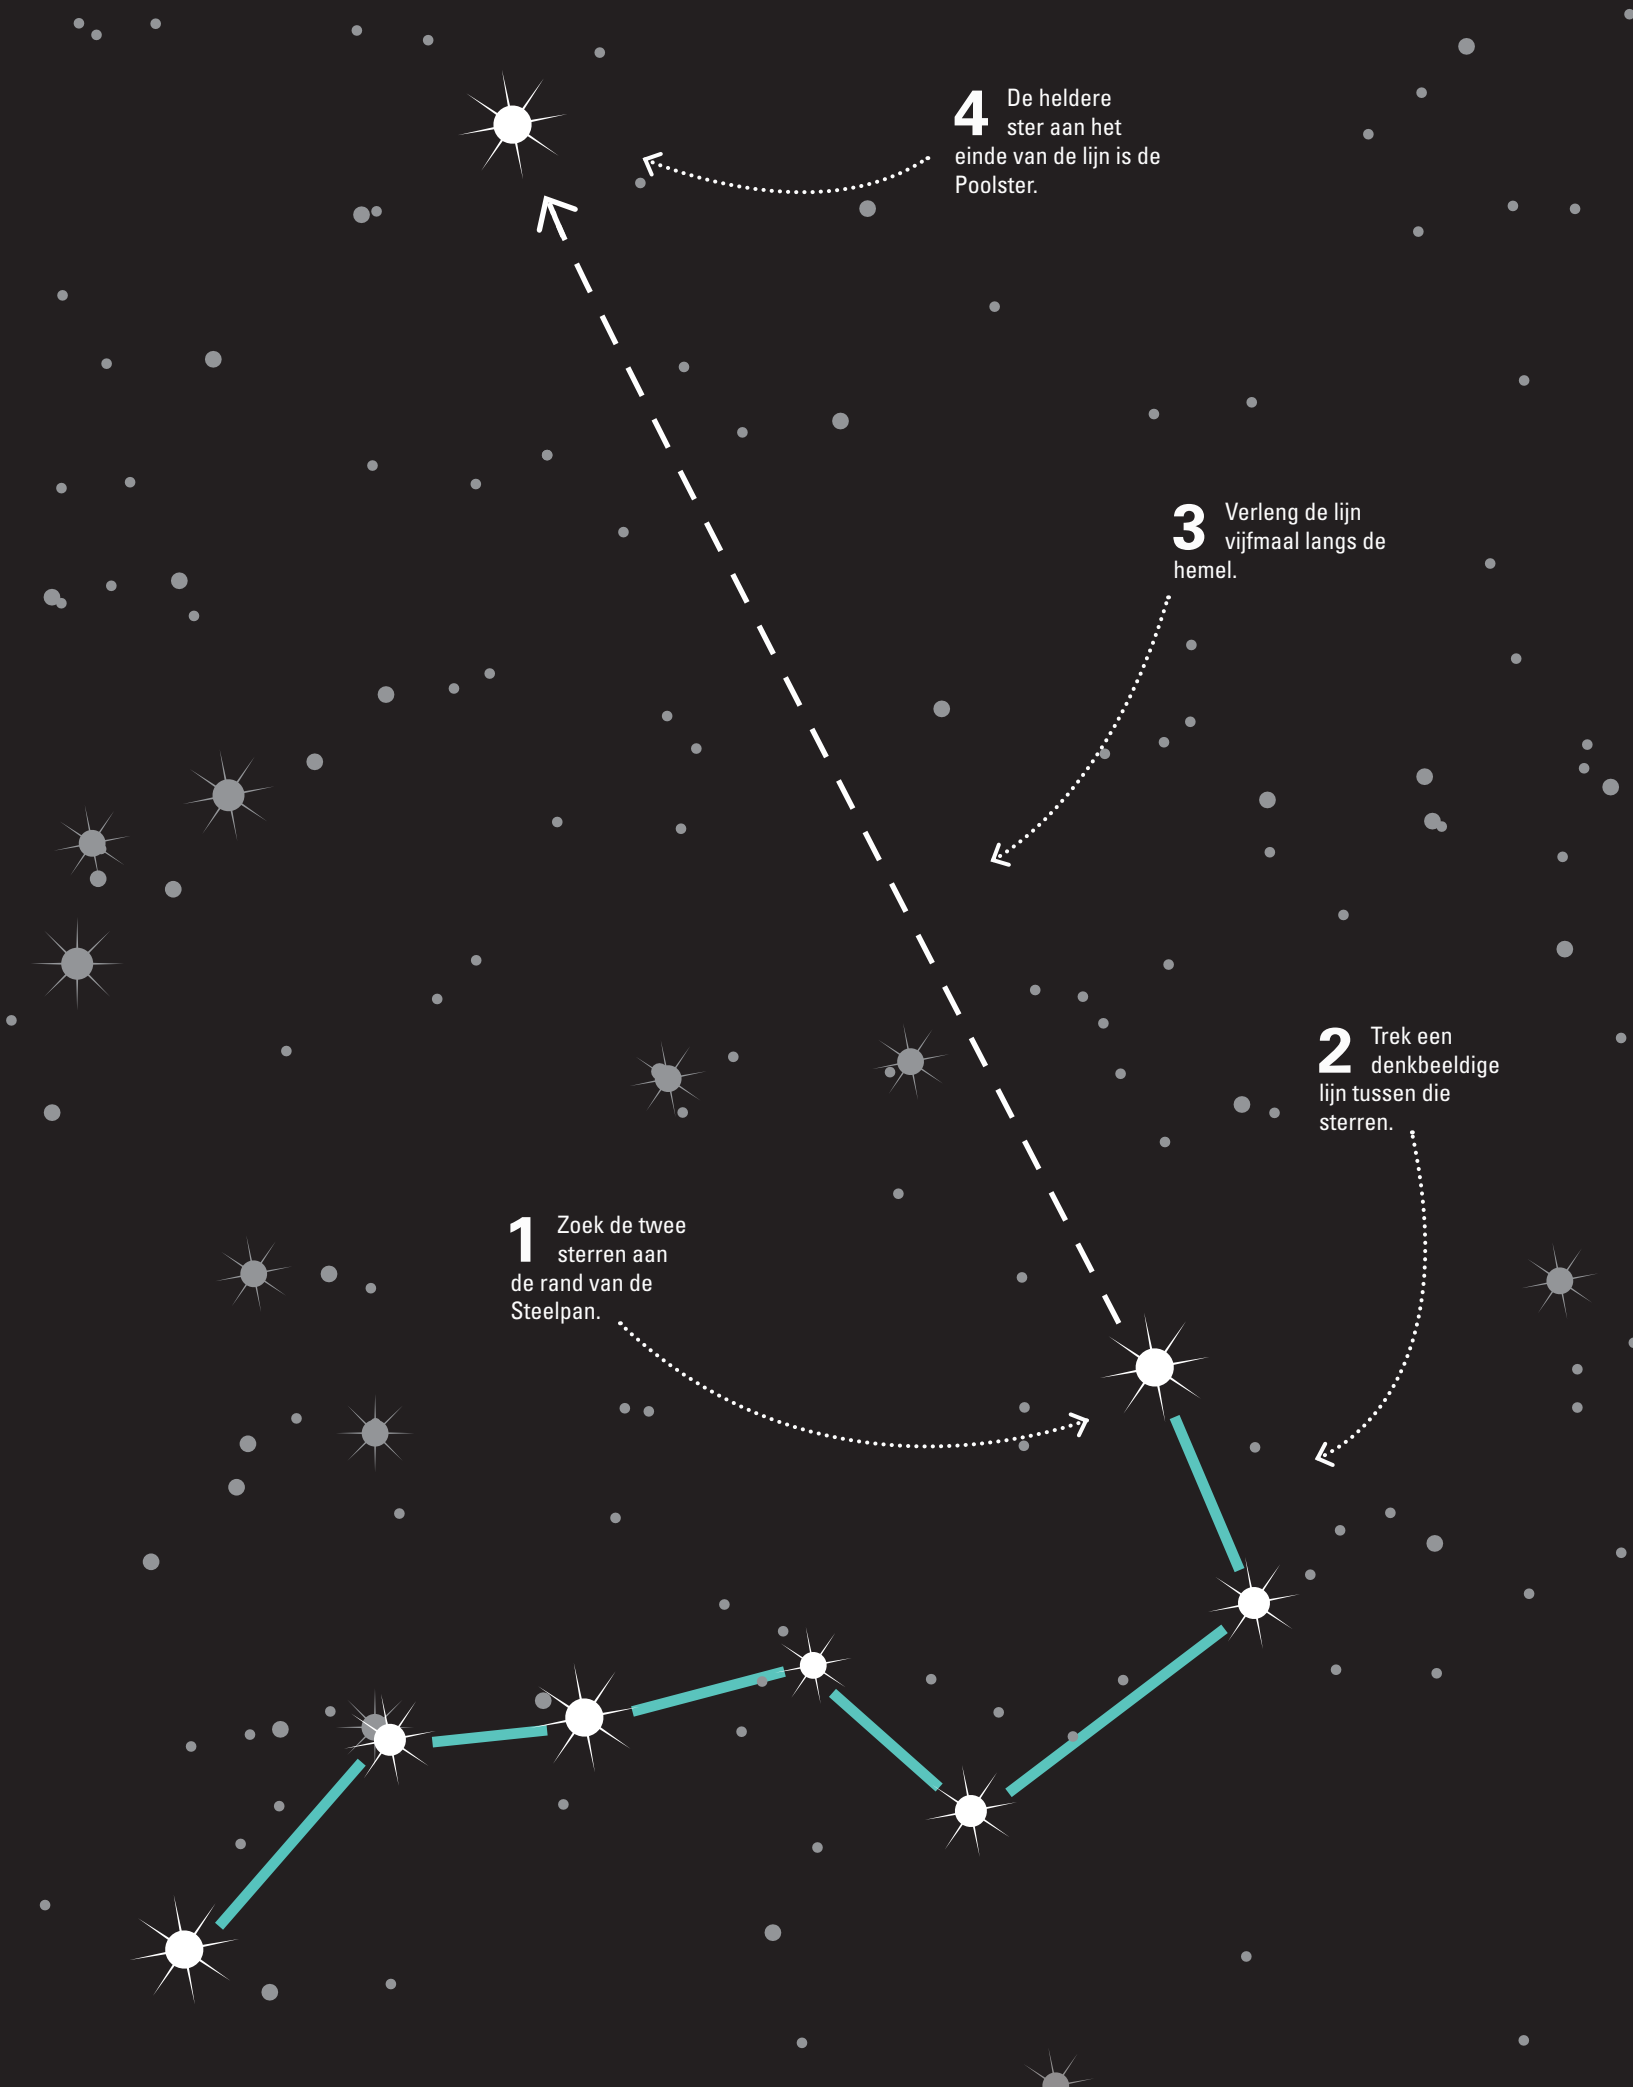 4 De heldere
ster aan het
einde van de lijn is de
Poolster.
3 Verleng de lijn
vijfmaal langs de
hemel.
2 Trek een
denkbeeldige
lijn tussen die
sterren.
1 Zoek de twee
sterren aan
de rand van de
Steelpan.